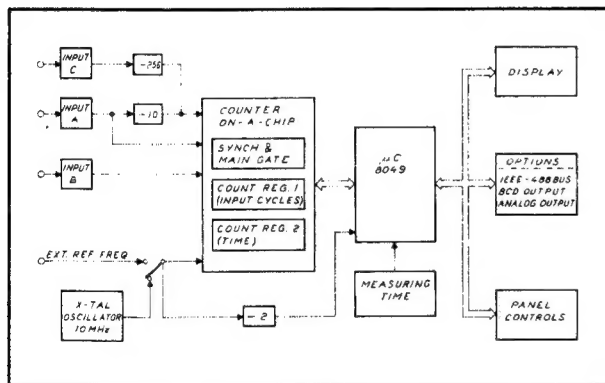 INPUT
C
-256
INPUT
A
-10
INPUT
B
COUNTER
ON-A-CHIP
SYNCH &
MAIN GATE
COUNT REG. 1
(INPUT CYCLES)
COUNT REG. 2
(TIME)
EXT. REF FREQ
X-TAL
OSCILLATOR
10 MHz
-2
μC
8049
MEASURING
TIME
DISPLAY
OPTIONS
IEEE-488 BUS
BCD OUTPUT
ANALOG OUTPUT
PANEL
CONTROLS